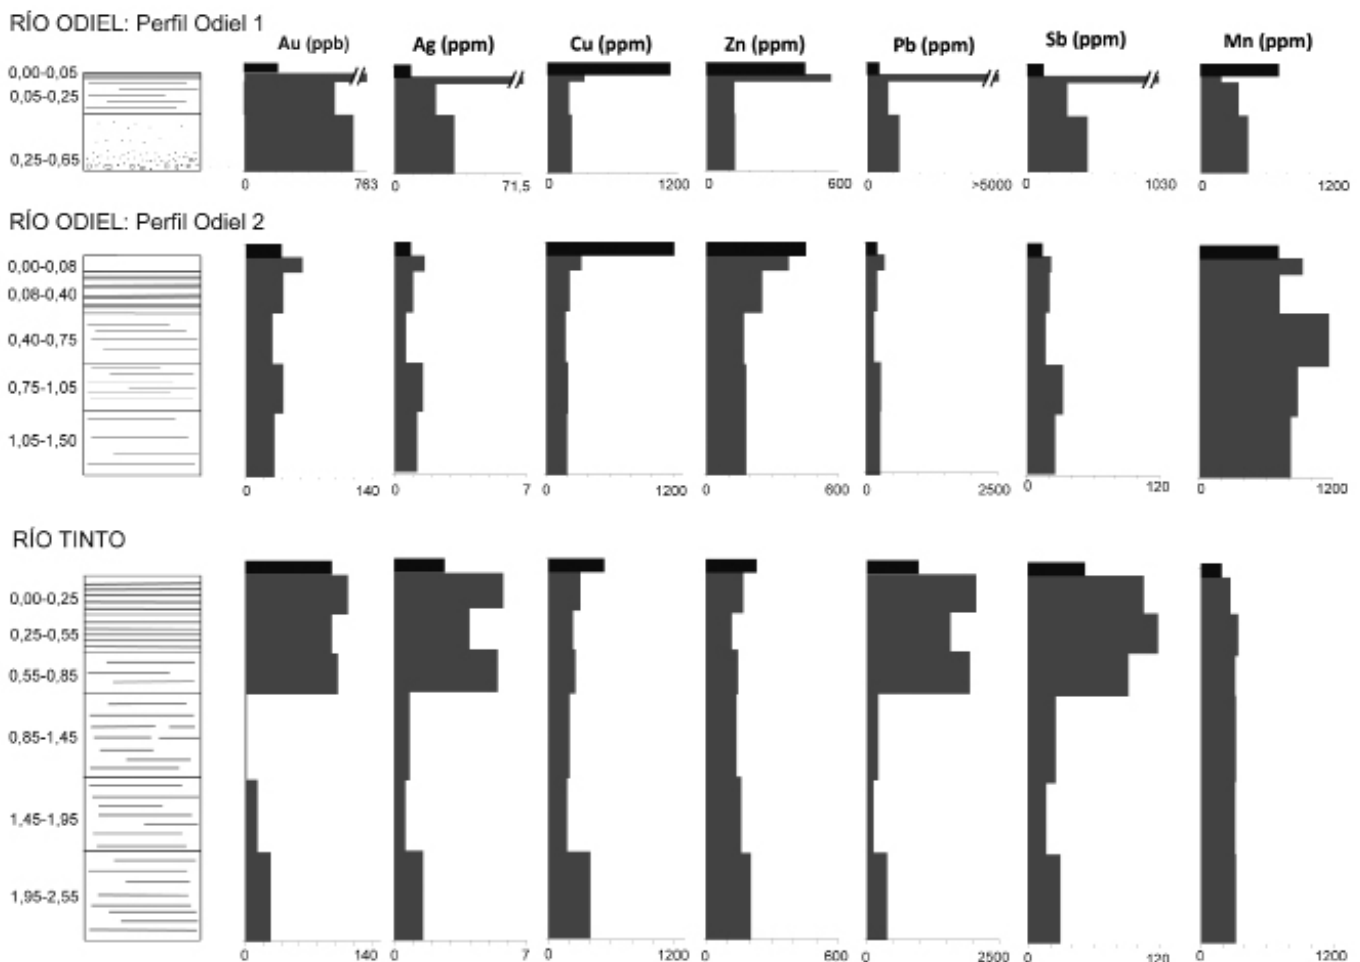 RÍO ODIEL: Perfil Odiel 1
Au (ppb) Ag (ppm) Cu (ppm) Zn (ppm) Pb (ppm) Sb (ppm) Mn (ppm)
0,00-0,05
0,05-0,25
0,25-0,65
0 763 0 71,5 0 1200 0 600 0 >5000 0 1030 0 1200
RÍO ODIEL: Perfil Odiel 2
0,00-0,08
0,08-0,40
0,40-0,75
0,75-1,05
1,05-1,50
0 140 0 7 0 1200 0 600 0 2500 0 120 0 1200
RÍO TINTO
0,00-0,25
0,25-0,55
0,55-0,85
0,85-1,45
1,45-1,95
1,95-2,55
0 140 0 7 0 1200 0 600 0 2500 0 120 0 1200